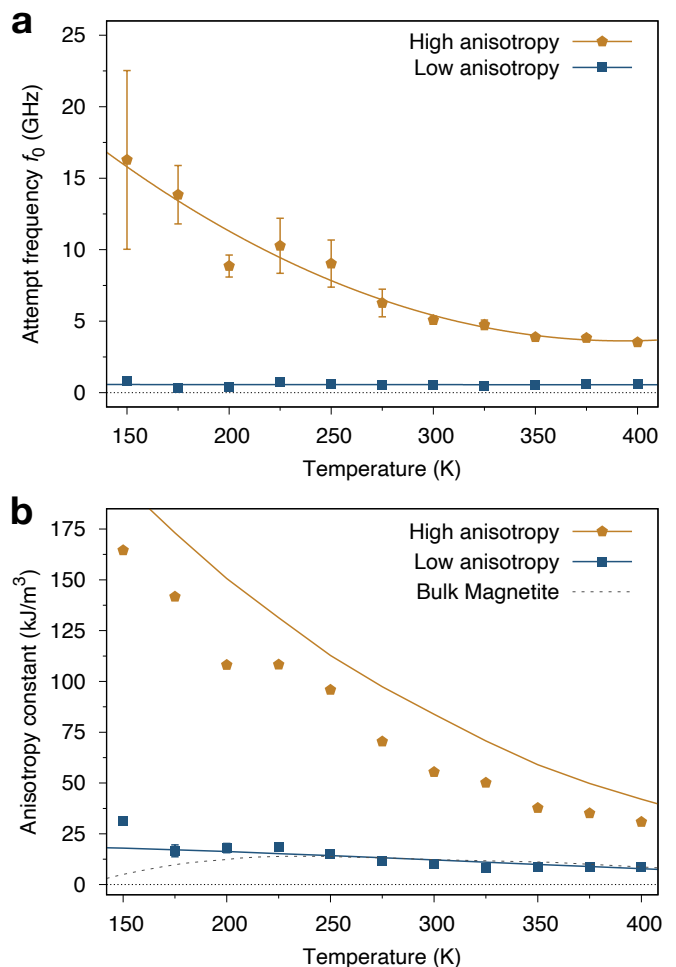 a
25
20
15
10
5
0
Attempt frequency f0 (GHz)
High anisotropy
Low anisotropy
150 200 250 300 350 400
Temperature (K)
b
175
150
125
100
75
50
25
0
Anisotropy constant (kJ/m3)
High anisotropy
Low anisotropy
Bulk Magnetite
150 200 250 300 350 400
Temperature (K)